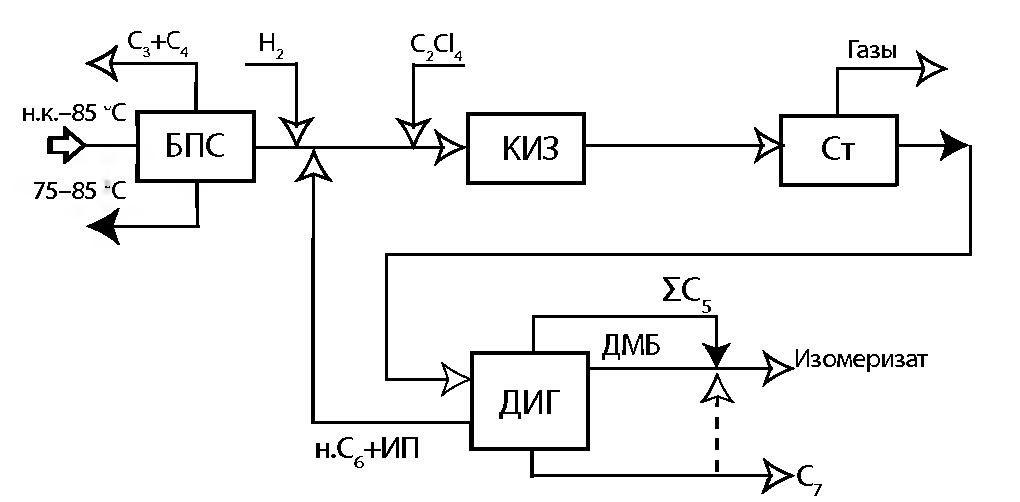 C₃+C₄
H₂
C₂Cl₄
Газы
н.к.–85 °C
БПС
КИЗ
Ст
75–85 °C
ΣC₅
ДМБ
Изомеризат
ДИГ
н.C₆+ИП
C₇